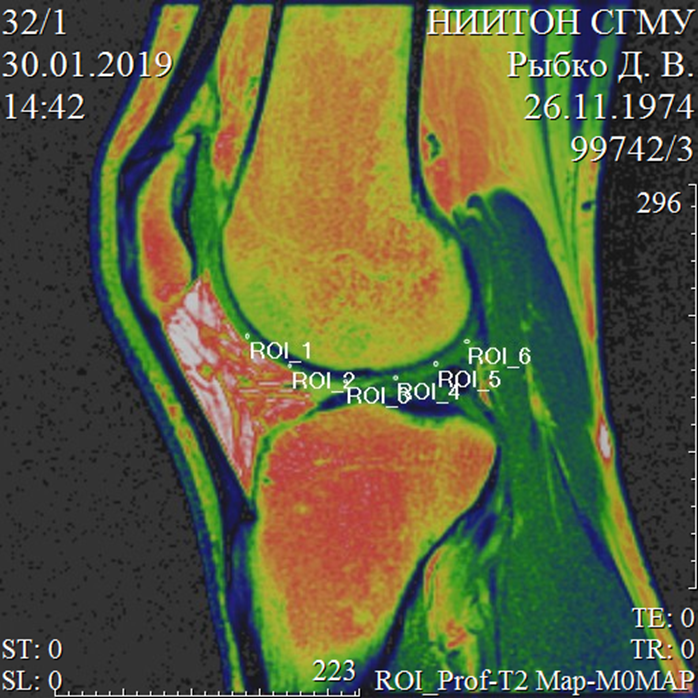 32/1
30.01.2019
14:42
НИИТОН СГМУ
Рыбко Д. В.
26.11.1974
99742/3
296
ROI_1
ROI_2
ROI_3
ROI_4
ROI_5
ROI_6
ST: 0
SL: 0
223
TE: 0
TR: 0
ROI_Prof-T2 Map-M0MAE